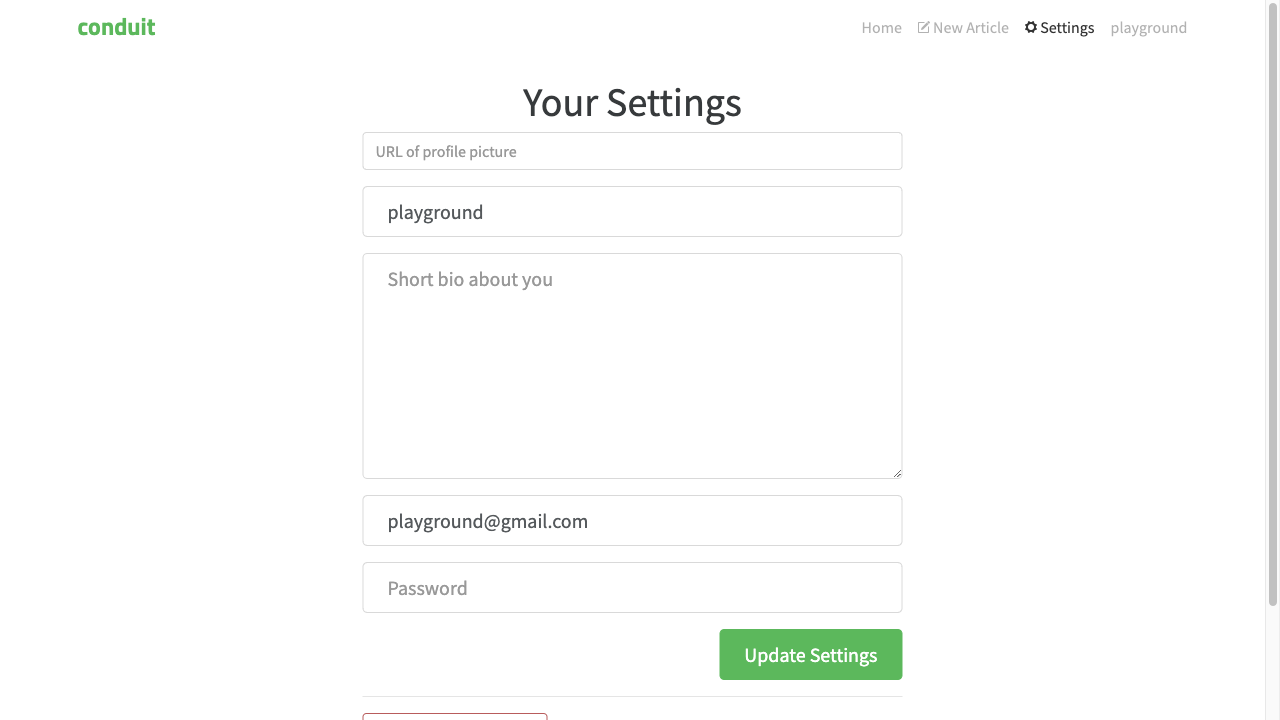 conduit
Home New Article Settings playground
Your Settings
URL of profile picture
playground
Short bio about you
playground@gmail.com
Password
Update Settings